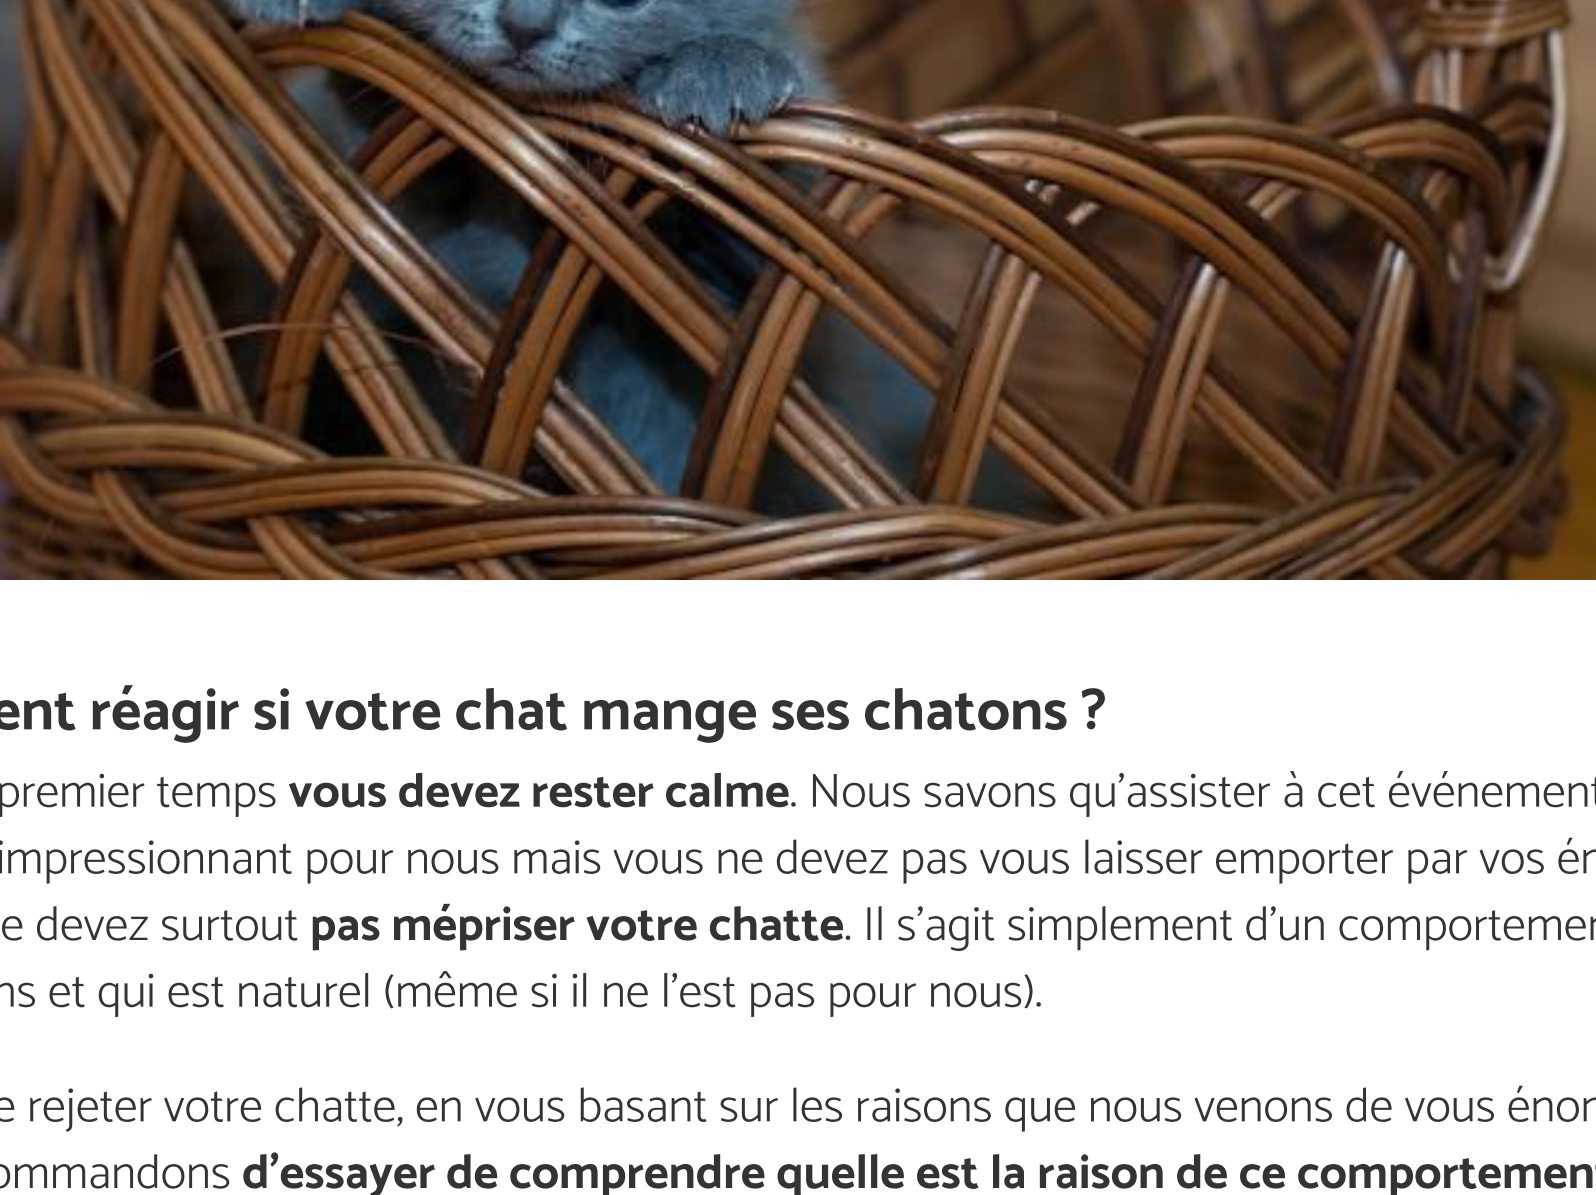 ent réagir si votre chat mange ses chatons ?
premier temps vous devez rester calme. Nous savons qu’assister à cet événement
impressionnant pour nous mais vous ne devez pas vous laisser emporter par vos ém
e devez surtout pas mépriser votre chatte. Il s’agit simplement d’un comportemen
ns et qui est naturel (même si il ne l’est pas pour nous).
e rejeter votre chatte, en vous basant sur les raisons que nous venons de vous énon
ommandons d’essayer de comprendre quelle est la raison de ce comportement